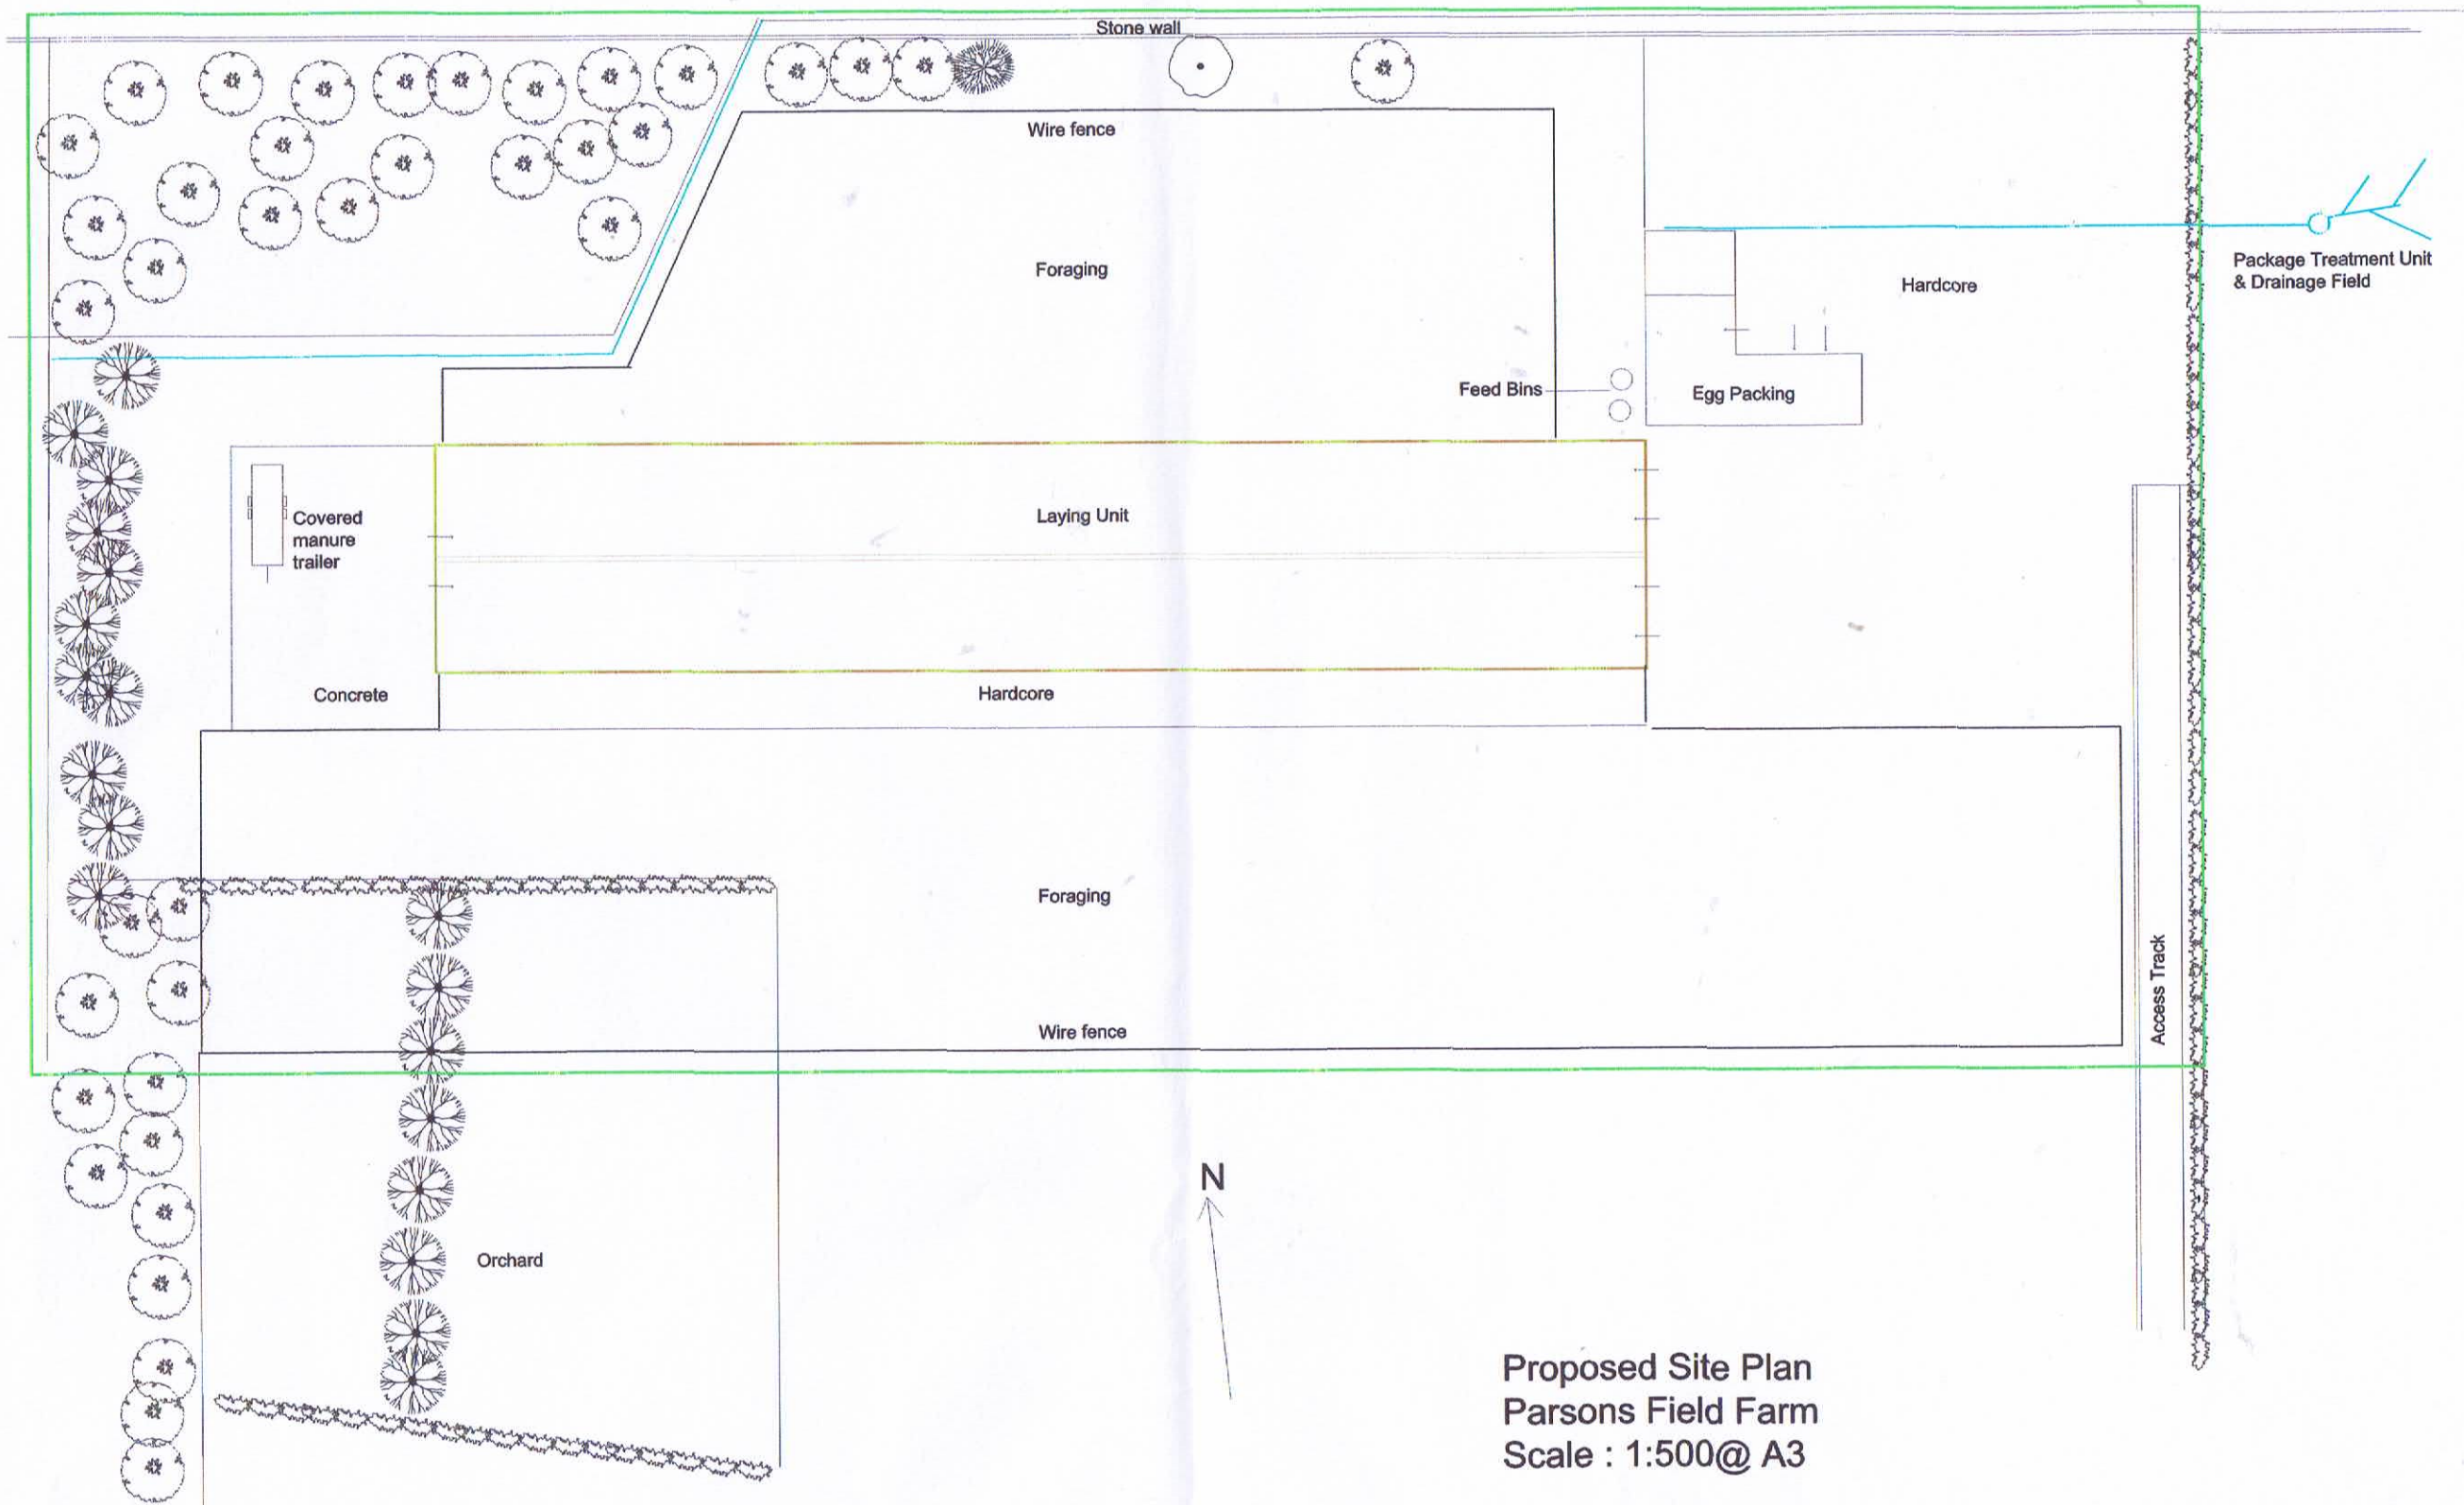 Stone wall
Wire fence
Foraging
Package Treatment Unit
& Drainage Field
Hardcore
Feed Bins
Egg Packing
Covered
manure
trailer
Laying Unit
Concrete
Hardcore
Foraging
Access Track
Wire fence
N
Orchard
Proposed Site Plan
Parsons Field Farm
Scale : 1:500@ A3